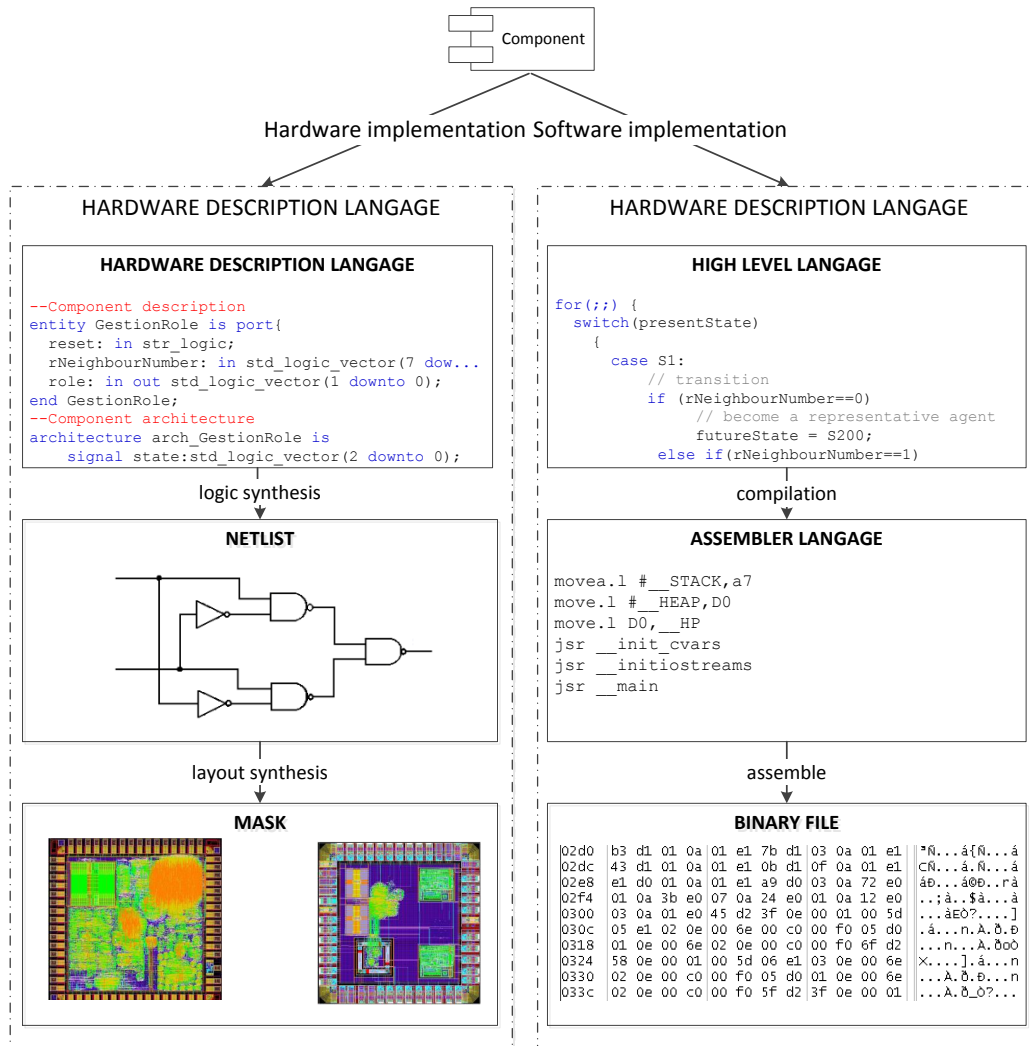 Component
Hardware implementation Software implementation
HARDWARE DESCRIPTION LANGAGE
HARDWARE DESCRIPTION LANGAGE
--Component description
entity GestionRole is port{
reset: in str_logic;
rNeighbourNumber: in std_logic_vector(7 dow...
role: in out std_logic_vector(1 downto 0);
end GestionRole;
--Component architecture
architecture arch_GestionRole is
signal state:std_logic_vector(2 downto 0);
logic synthesis
NETLIST
layout synthesis
MASK
HARDWARE DESCRIPTION LANGAGE
HIGH LEVEL LANGAGE
for(;;) {
switch(presentState)
{
case S1:
// transition
if (rNeighbourNumber==0)
// become a representative agent
futureState = S200;
else if(rNeighbourNumber==1)
compilation
ASSEMBLER LANGAGE
movea.l #__STACK,a7
move.l #__HEAP,D0
move.l D0,__HP
jsr __init_cvars
jsr __initiostreams
jsr __main
assemble
BINARY FILE
02d0 b3 d1 01 0a 01 e1 7b d1 03 0a 01 e1 ªÑ...á{Ñ...á
02dc 43 d1 01 0a 01 e1 0b d1 0f 0a 01 e1 CÑ...á.Ñ...á
02e8 e1 d0 01 0a 01 e1 a9 d0 03 0a 72 e0 áÐ...á©Ð..rà
02f4 01 0a 3b e0 07 0a 24 e0 01 0a 12 e0 ..;à..$à...à
0300 03 0a 01 e0 45 d2 3f 0e 00 01 00 5d ...àEÒ?....]
030c 05 e1 02 0e 00 6e 00 c0 00 f0 05 d0 .á...n.À.ð.Ð
0318 01 0e 00 6e 02 0e 00 c0 00 f0 6f d2 ...n...À.ðoÒ
0324 58 0e 00 01 00 5d 06 e1 03 0e 00 6e X....].á...n
0330 02 0e 00 c0 00 f0 05 d0 01 0e 00 6e ...À.ð.Ð...n
033c 02 0e 00 c0 00 f0 5f d2 3f 0e 00 01 ...À.ð_Ò?...